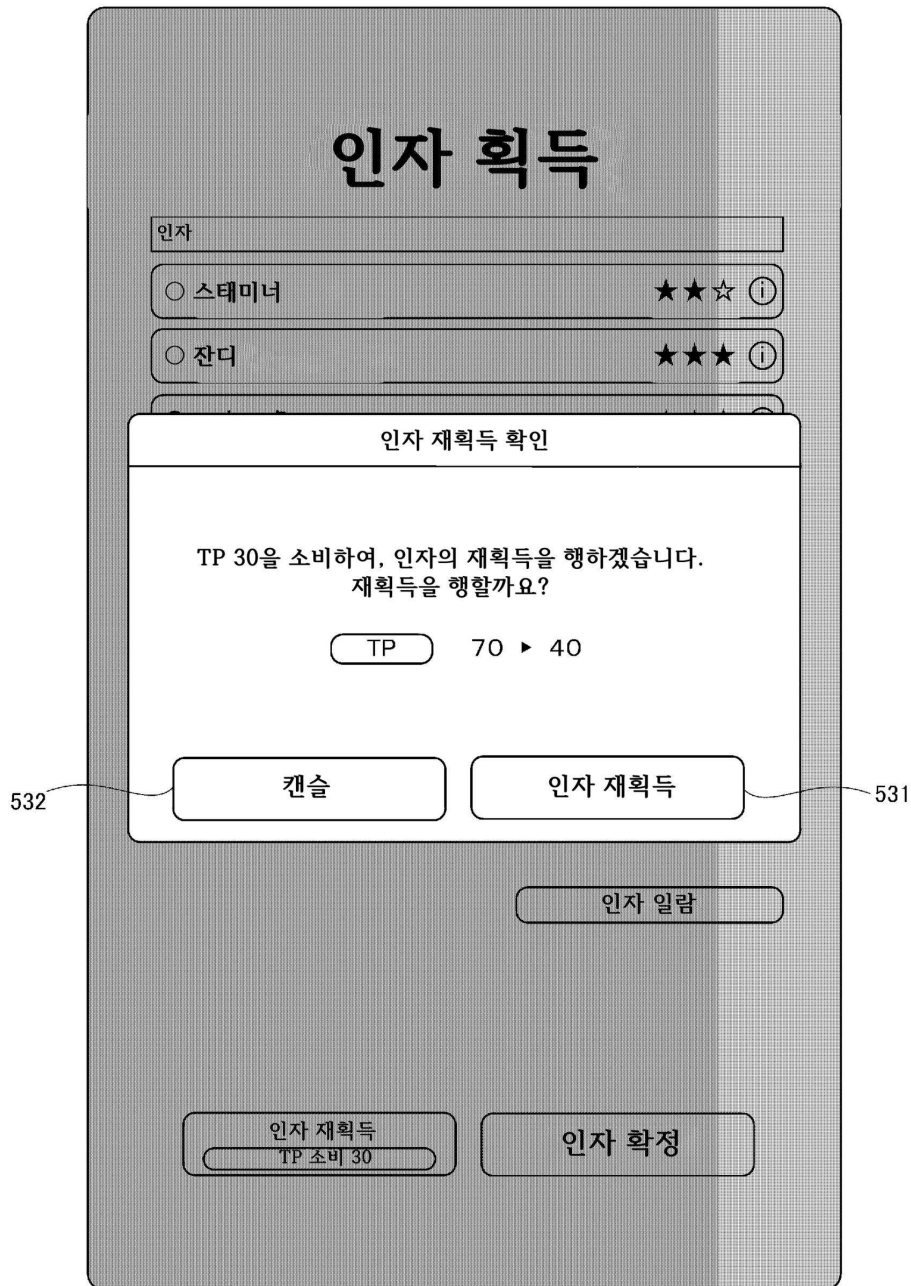 인자 획득
인자
○ 스태미너 ★★☆ ⓘ
○ 잔디 ★★★ ⓘ
인자 재획득 확인
TP 30을 소비하여, 인자의 재획득을 행하겠습니다.
재획득을 행할까요?
TP 70 ▶ 40
캔슬 인자 재획득
532 531
인자 일람
인자 재획득
TP 소비 30
인자 확정